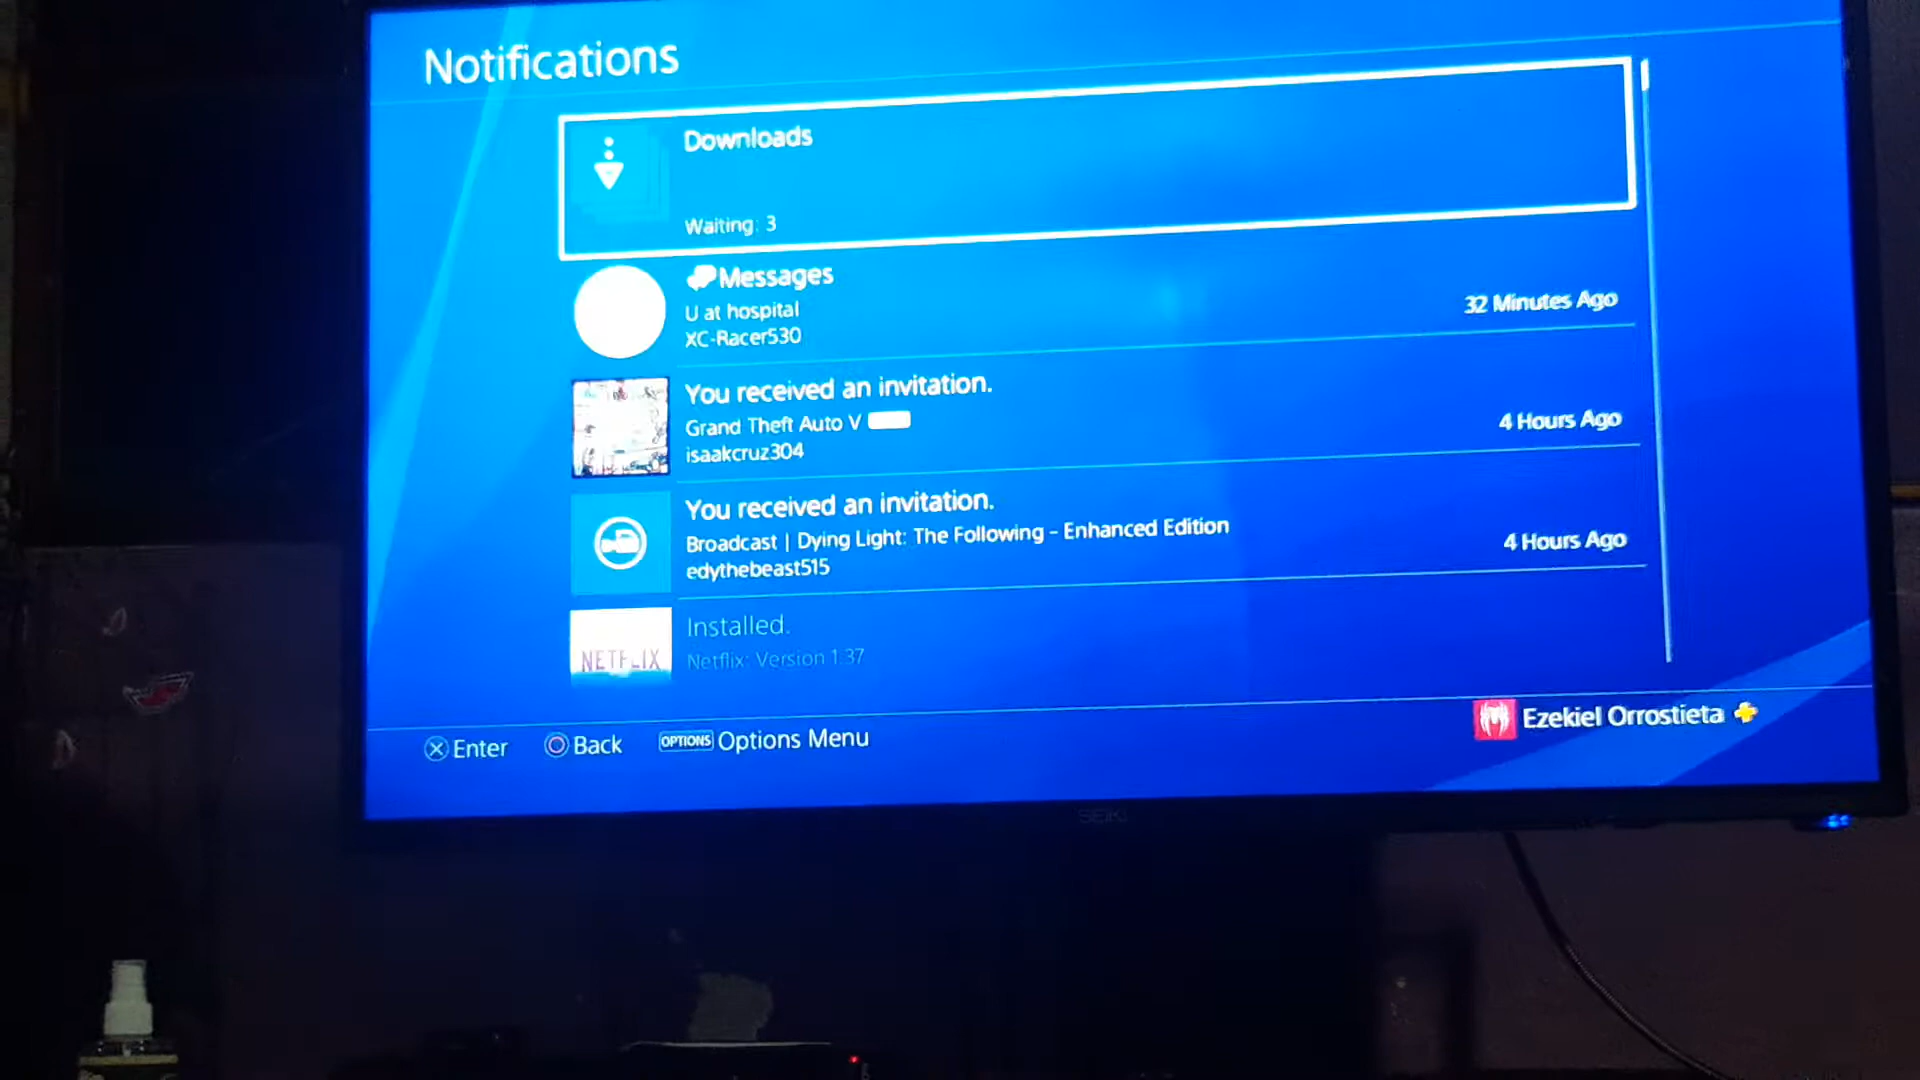 Notifications
Downloads
Waiting: 3
Messages
U at hospital
32 Minutes Ago
XC-Racer530
You received an invitation.
Grand Theft Auto V
4 Hours Ago
isaakcruz304
You received an invitation.
Broadcast | Dying Light: The Following – Enhanced Edition
4 Hours Ago
edythebeast515
Installed.
NETFLIX
Netflix: Version 1.37
Ezekiel Orrostieta
Enter
Back
OPTIONS Options Menu
SEIKI